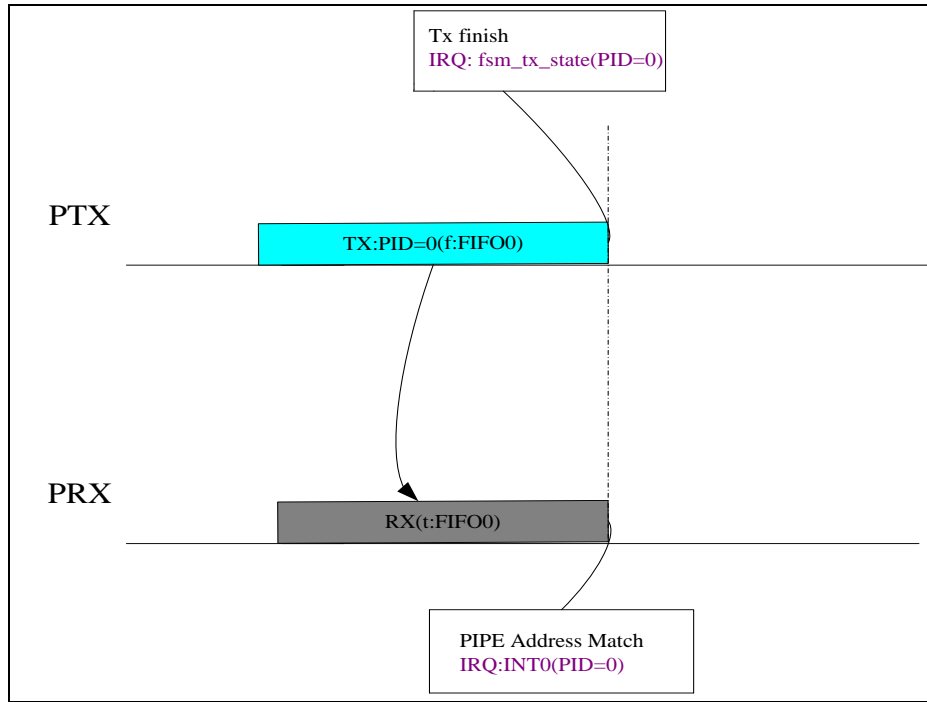 Tx finish
IRQ: fsm_tx_state(PID=0)
PTX
TX:PID=0(f:FIFO0)
PRX
RX(t:FIFO0)
PIPE Address Match
IRQ:INT0(PID=0)